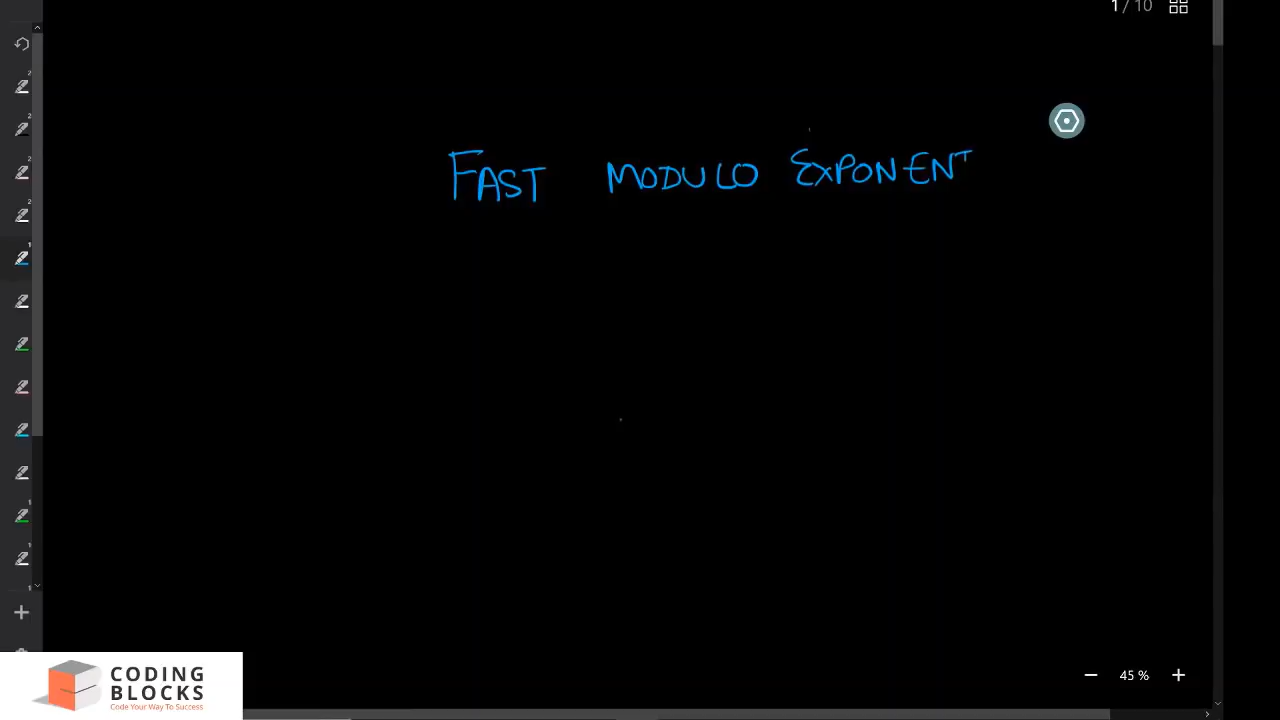 1 / 10
FAST MODULO EXPONENT
45 %
CODING
BLOCKS
Code Your Way To Success